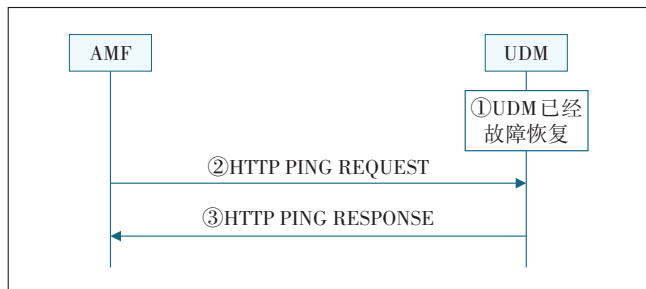 AMF
UDM
①UDM已经
故障恢复
②HTTP PING REQUEST
③HTTP PING RESPONSE